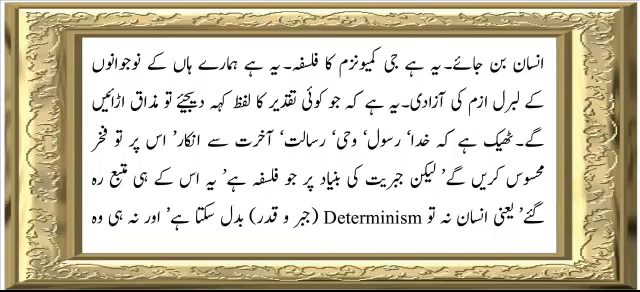 انسان بن جائے۔ یہ ہے جی کمیونزم کا فلسفہ۔ یہ ہے ہمارے ہاں کے نوجوانوں
کے لبرل ازم کی آزادی۔ یہ ہے کہ جو کوئی تقدیر کا لفظ کہہ دیجیئے تو مذاق اڑائیں
گے۔ ٹھیک ہے کہ خدا‘ رسول‘ وحی‘ رسالت‘ آخرت سے انکار’ اس پر تو فخر
محسوس کریں گے’ لیکن جبریت کی بنیاد پر جو فلسفہ ہے’ یہ اس کے ہی متبع رہ
گئے’ یعنی انسان نہ تو Determinism (جبر و قدر) بدل سکتا ہے’ اور نہ ہی وہ